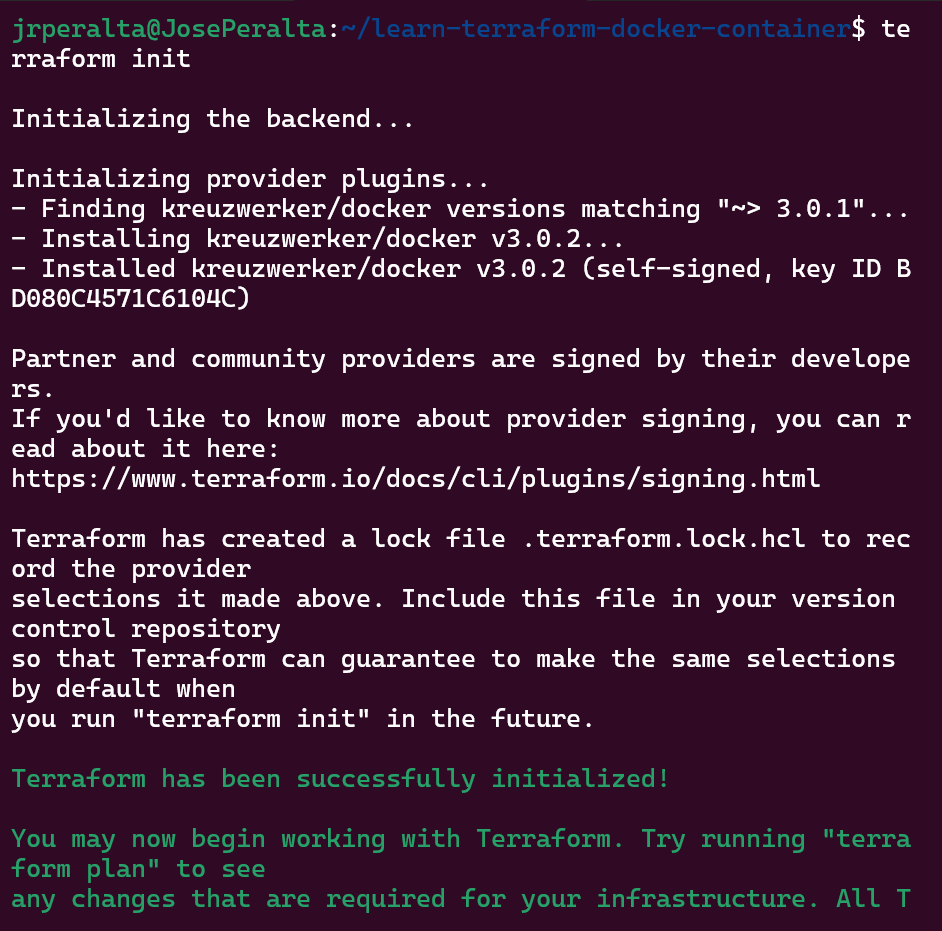 jrperalta@JosePeralta:~/learn-terraform-docker-container$ te
rraform init
Initializing the backend...
Initializing provider plugins...
- Finding kreuzwerker/docker versions matching "~> 3.0.1"...
- Installing kreuzwerker/docker v3.0.2...
- Installed kreuzwerker/docker v3.0.2 (self-signed, key ID B
D080C4571C6104C)
Partner and community providers are signed by their develope
rs.
If you'd like to know more about provider signing, you can r
ead about it here:
https://www.terraform.io/docs/cli/plugins/signing.html
Terraform has created a lock file .terraform.lock.hcl to rec
ord the provider
selections it made above. Include this file in your version
control repository
so that Terraform can guarantee to make the same selections
by default when
you run "terraform init" in the future.
Terraform has been successfully initialized!
You may now begin working with Terraform. Try running "terra
form plan" to see
any changes that are required for your infrastructure. All T